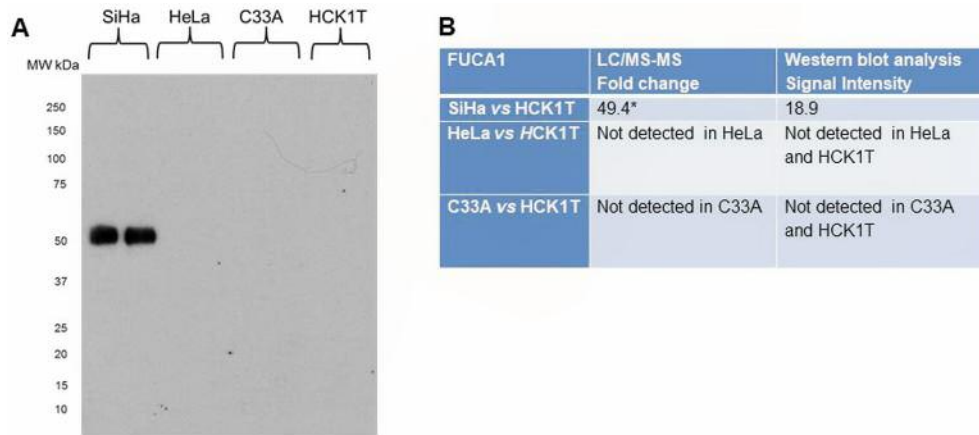 A
SiHa HeLa C33A HCK1T
MW kDa
250
150
100
75
50
37
25
20
15
10
B
FUCA1 LC/MS-MS Western blot analysis
Fold change Signal Intensity
SiHa vs HCK1T 49.4* 18.9
HeLa vs HCK1T Not detected in HeLa Not detected in HeLa
and HCK1T
C33A vs HCK1T Not detected in C33A Not detected in C33A
and HCK1T